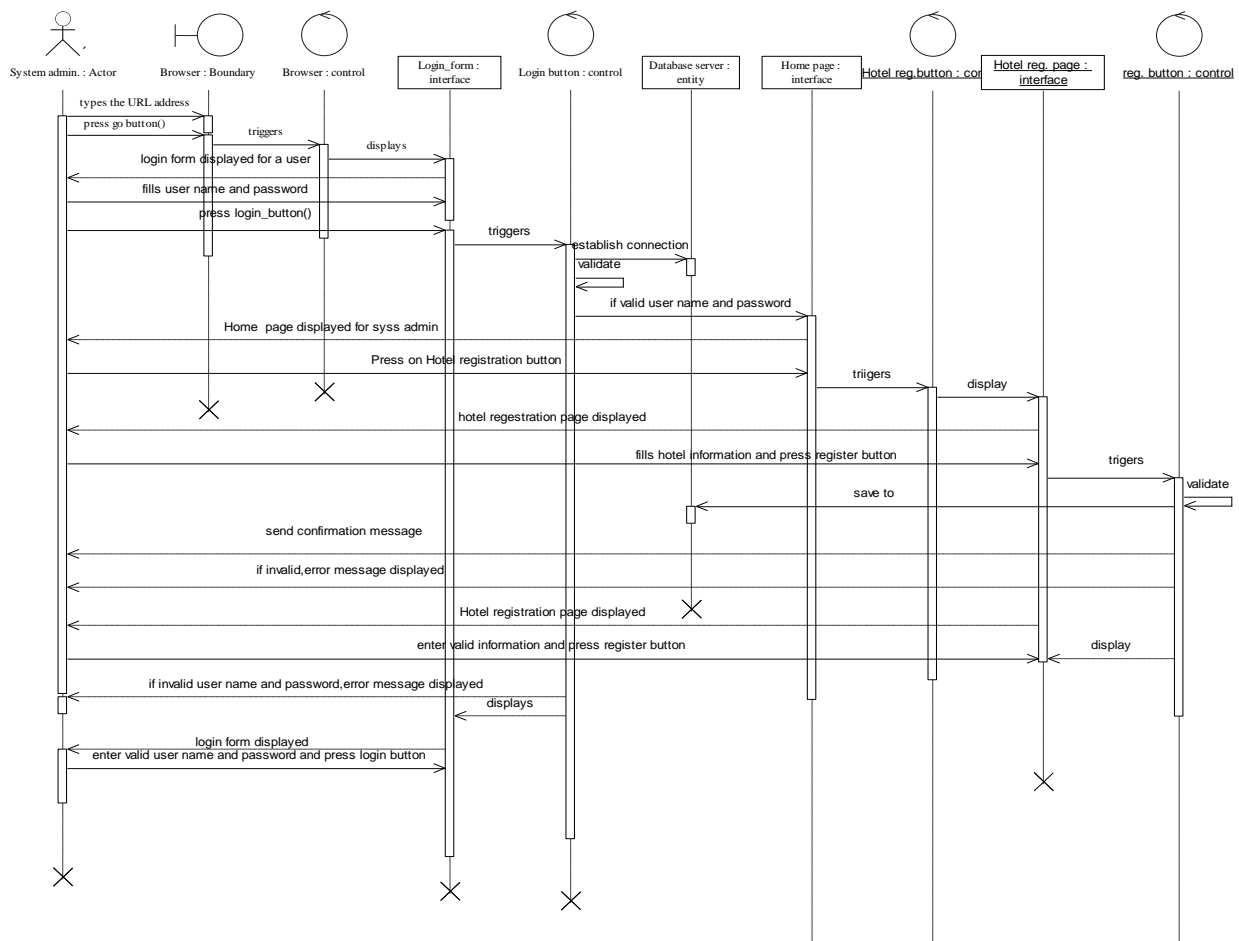 System admin. : Actor
Browser : Boundary
Browser : control
Login_form :
interface
Login button : control
Database server :
entity
Home page :
interface
Hotel reg.button : cor
Hotel reg. page :
interface
reg. button : control
types the URL address
press go button()
triggers
displays
login form displayed for a user
fills user name and password
press login_button()
triggers
establish connection
validate
if valid user name and password
Home page displayed for syss admin
Press on Hotel registration button
triigers
display
hotel regestration page displayed
fills hotel information and press register button
trigers
validate
save to
send confirmation message
if invalid,error message displayed
Hotel registration page displayed
enter valid information and press register button
display
if invalid user name and password,error message displayed
displays
login form displayed
enter valid user name and password and press login button